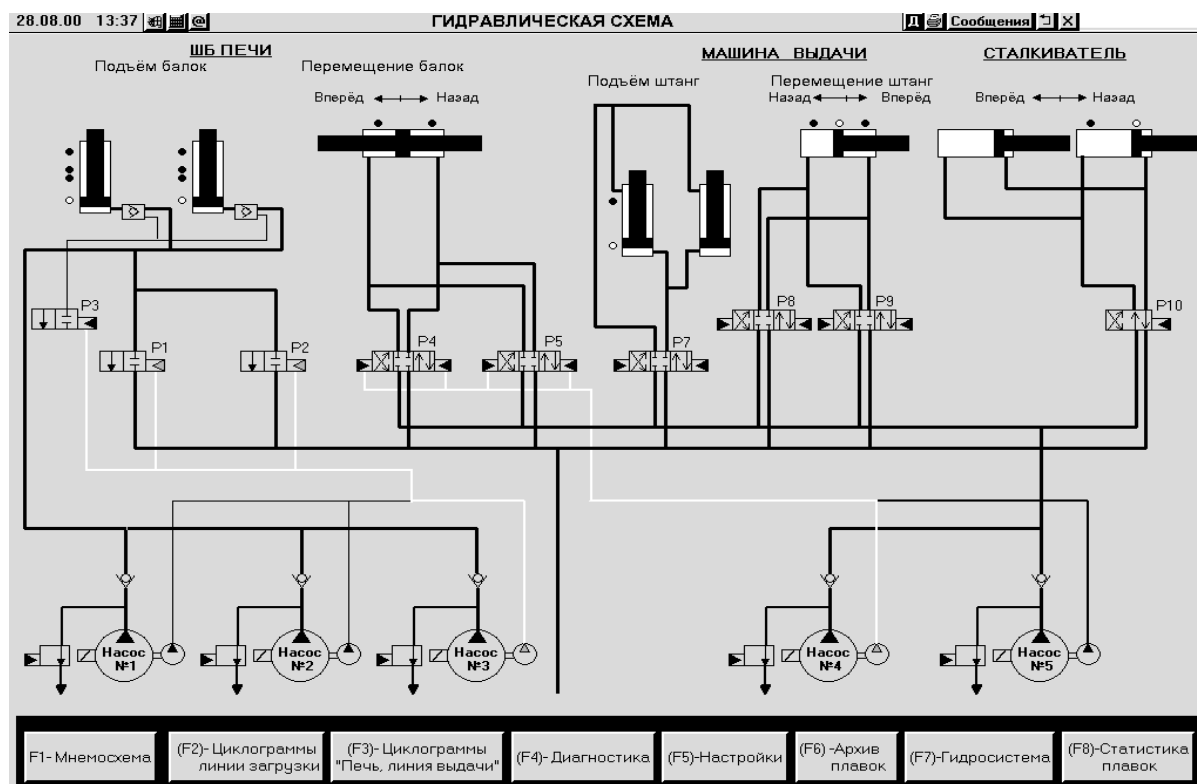 28.08.00 13:37 @ ГИДРАВЛИЧЕСКАЯ СХЕМА Д Сообщения
ШБ ПЕЧИ
МАШИНА ВЫДАЧИ
СТАЛКИВАТЕЛЬ
Подъём балок
Перемещение балок
Подъём штанг
Перемещение штанг
Вперёд Назад
Назад Вперёд
Вперёд Назад
P3
P8
P9
P10
P1
P2
P4
P5
P7
Насос
№1
Насос
№2
Насос
№3
Насос
№4
Насос
№5
F1- Мнемосхема
(F2)- Циклограммы
линии загрузки
(F3)- Циклограммы
"Печь, линия выдачи"
(F4)- Диагностика
(F5)-Настройки
(F6) -Архив
плавок
(F7)-Гидросистема
(F8)-Статистика
плавок